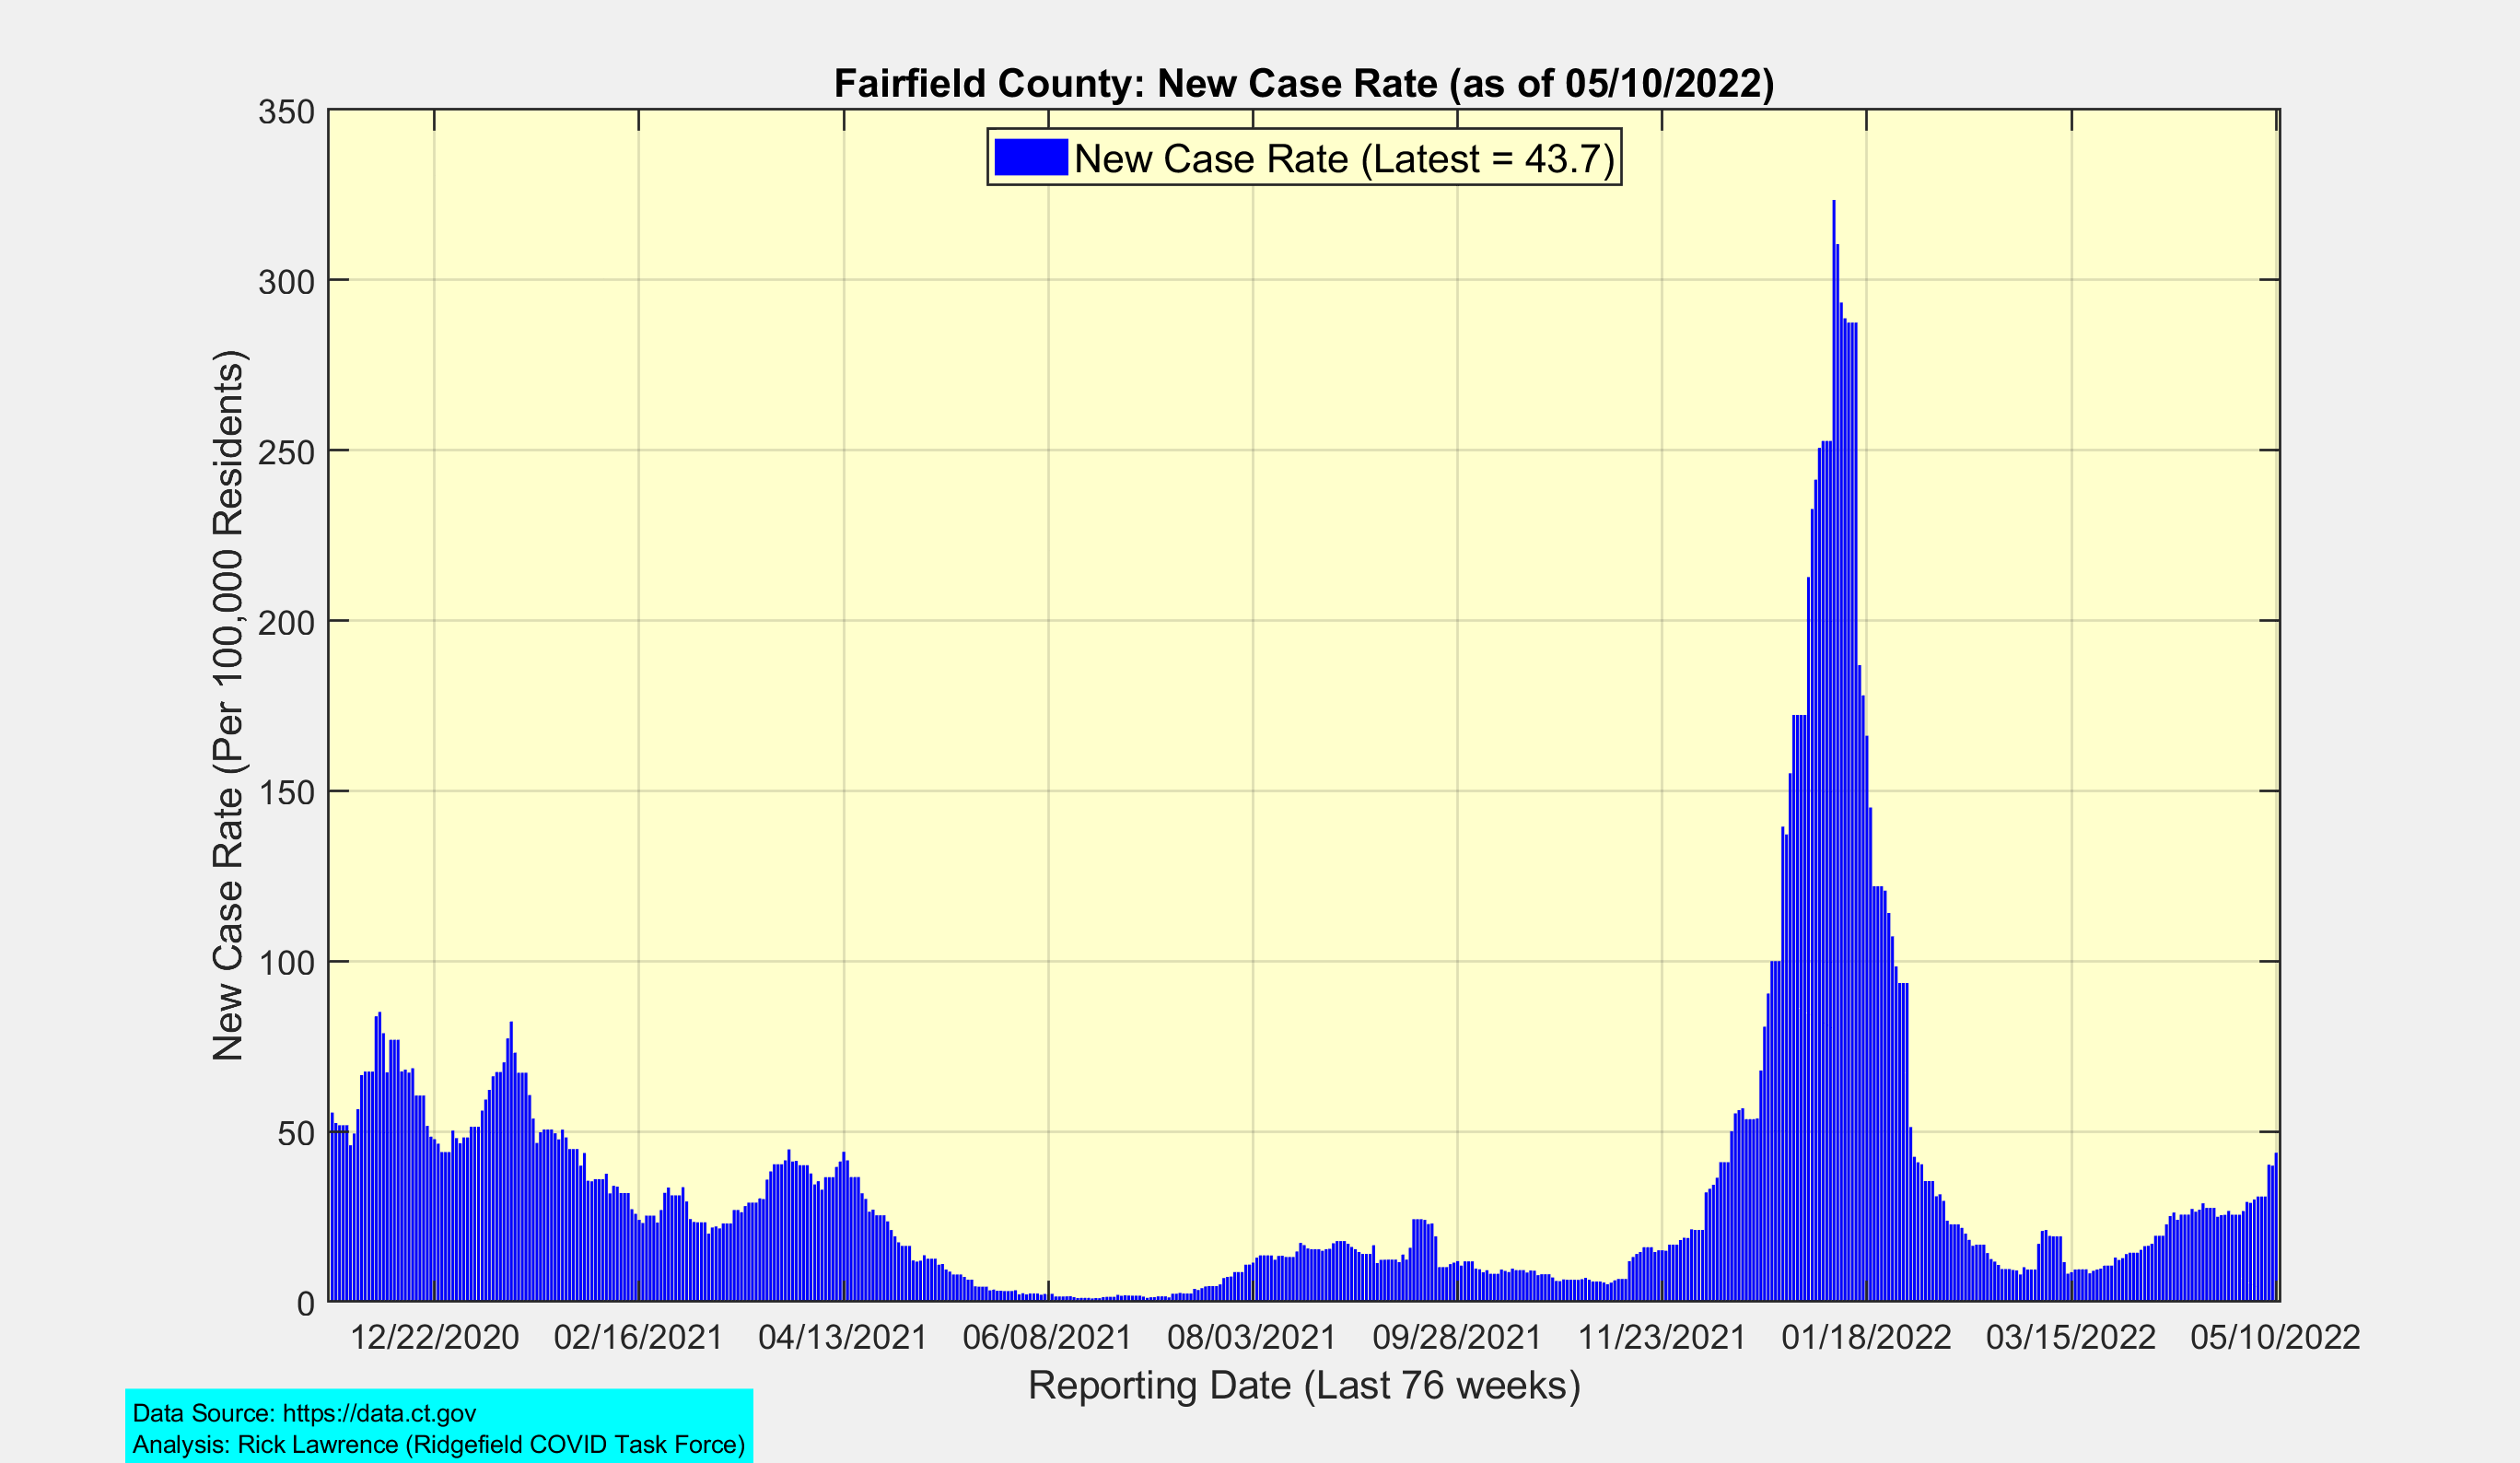 Fairfield County: New Case Rate (as of 05/10/2022)
New Case Rate (Latest = 43.7)
New Case Rate (Per 100,000 Residents)
350
300
250
200
150
100
50
0
12/22/2020 02/16/2021 04/13/2021 06/08/2021 08/03/2021 09/28/2021 11/23/2021 01/18/2022 03/15/2022 05/10/2022
Reporting Date (Last 76 weeks)
Data Source: https://data.ct.gov
Analysis: Rick Lawrence (Ridgefield COVID Task Force)